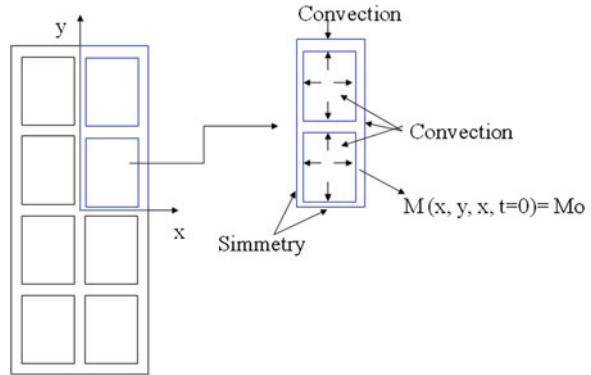 Convection
y
Convection
M (x, y, x, t=0)= Mo
x
Simmetry